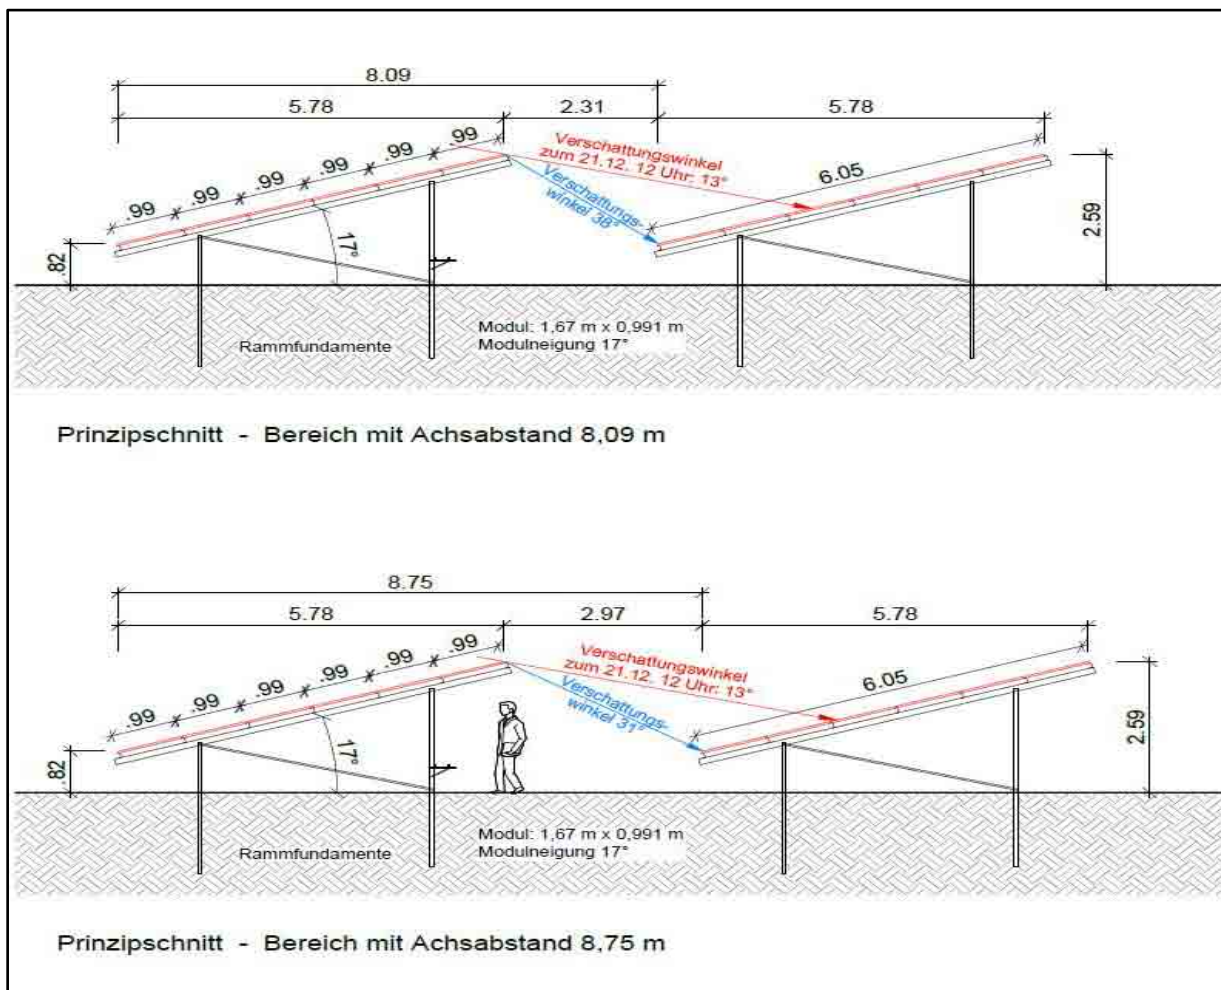 8.09
5.78
2.31
5.78
.99
.99
.99
.99
.99
.99
Verschattungswinkel
zum 21.12. 12 Uhr: 13°
Verschattungs-
winkel 38°
6.05
2.59
.82
17°
Modul: 1,67 m x 0,991 m
Modulneigung 17°
Rammfundamente
Prinzipschnitt - Bereich mit Achsabstand 8,09 m
8.75
5.78
2.97
5.78
.99
.99
.99
.99
.99
.99
Verschattungswinkel
zum 21.12. 12 Uhr: 13°
Verschattungs-
winkel 31°
6.05
2.59
.82
17°
Modul: 1,67 m x 0,991 m
Modulneigung 17°
Rammfundamente
Prinzipschnitt - Bereich mit Achsabstand 8,75 m